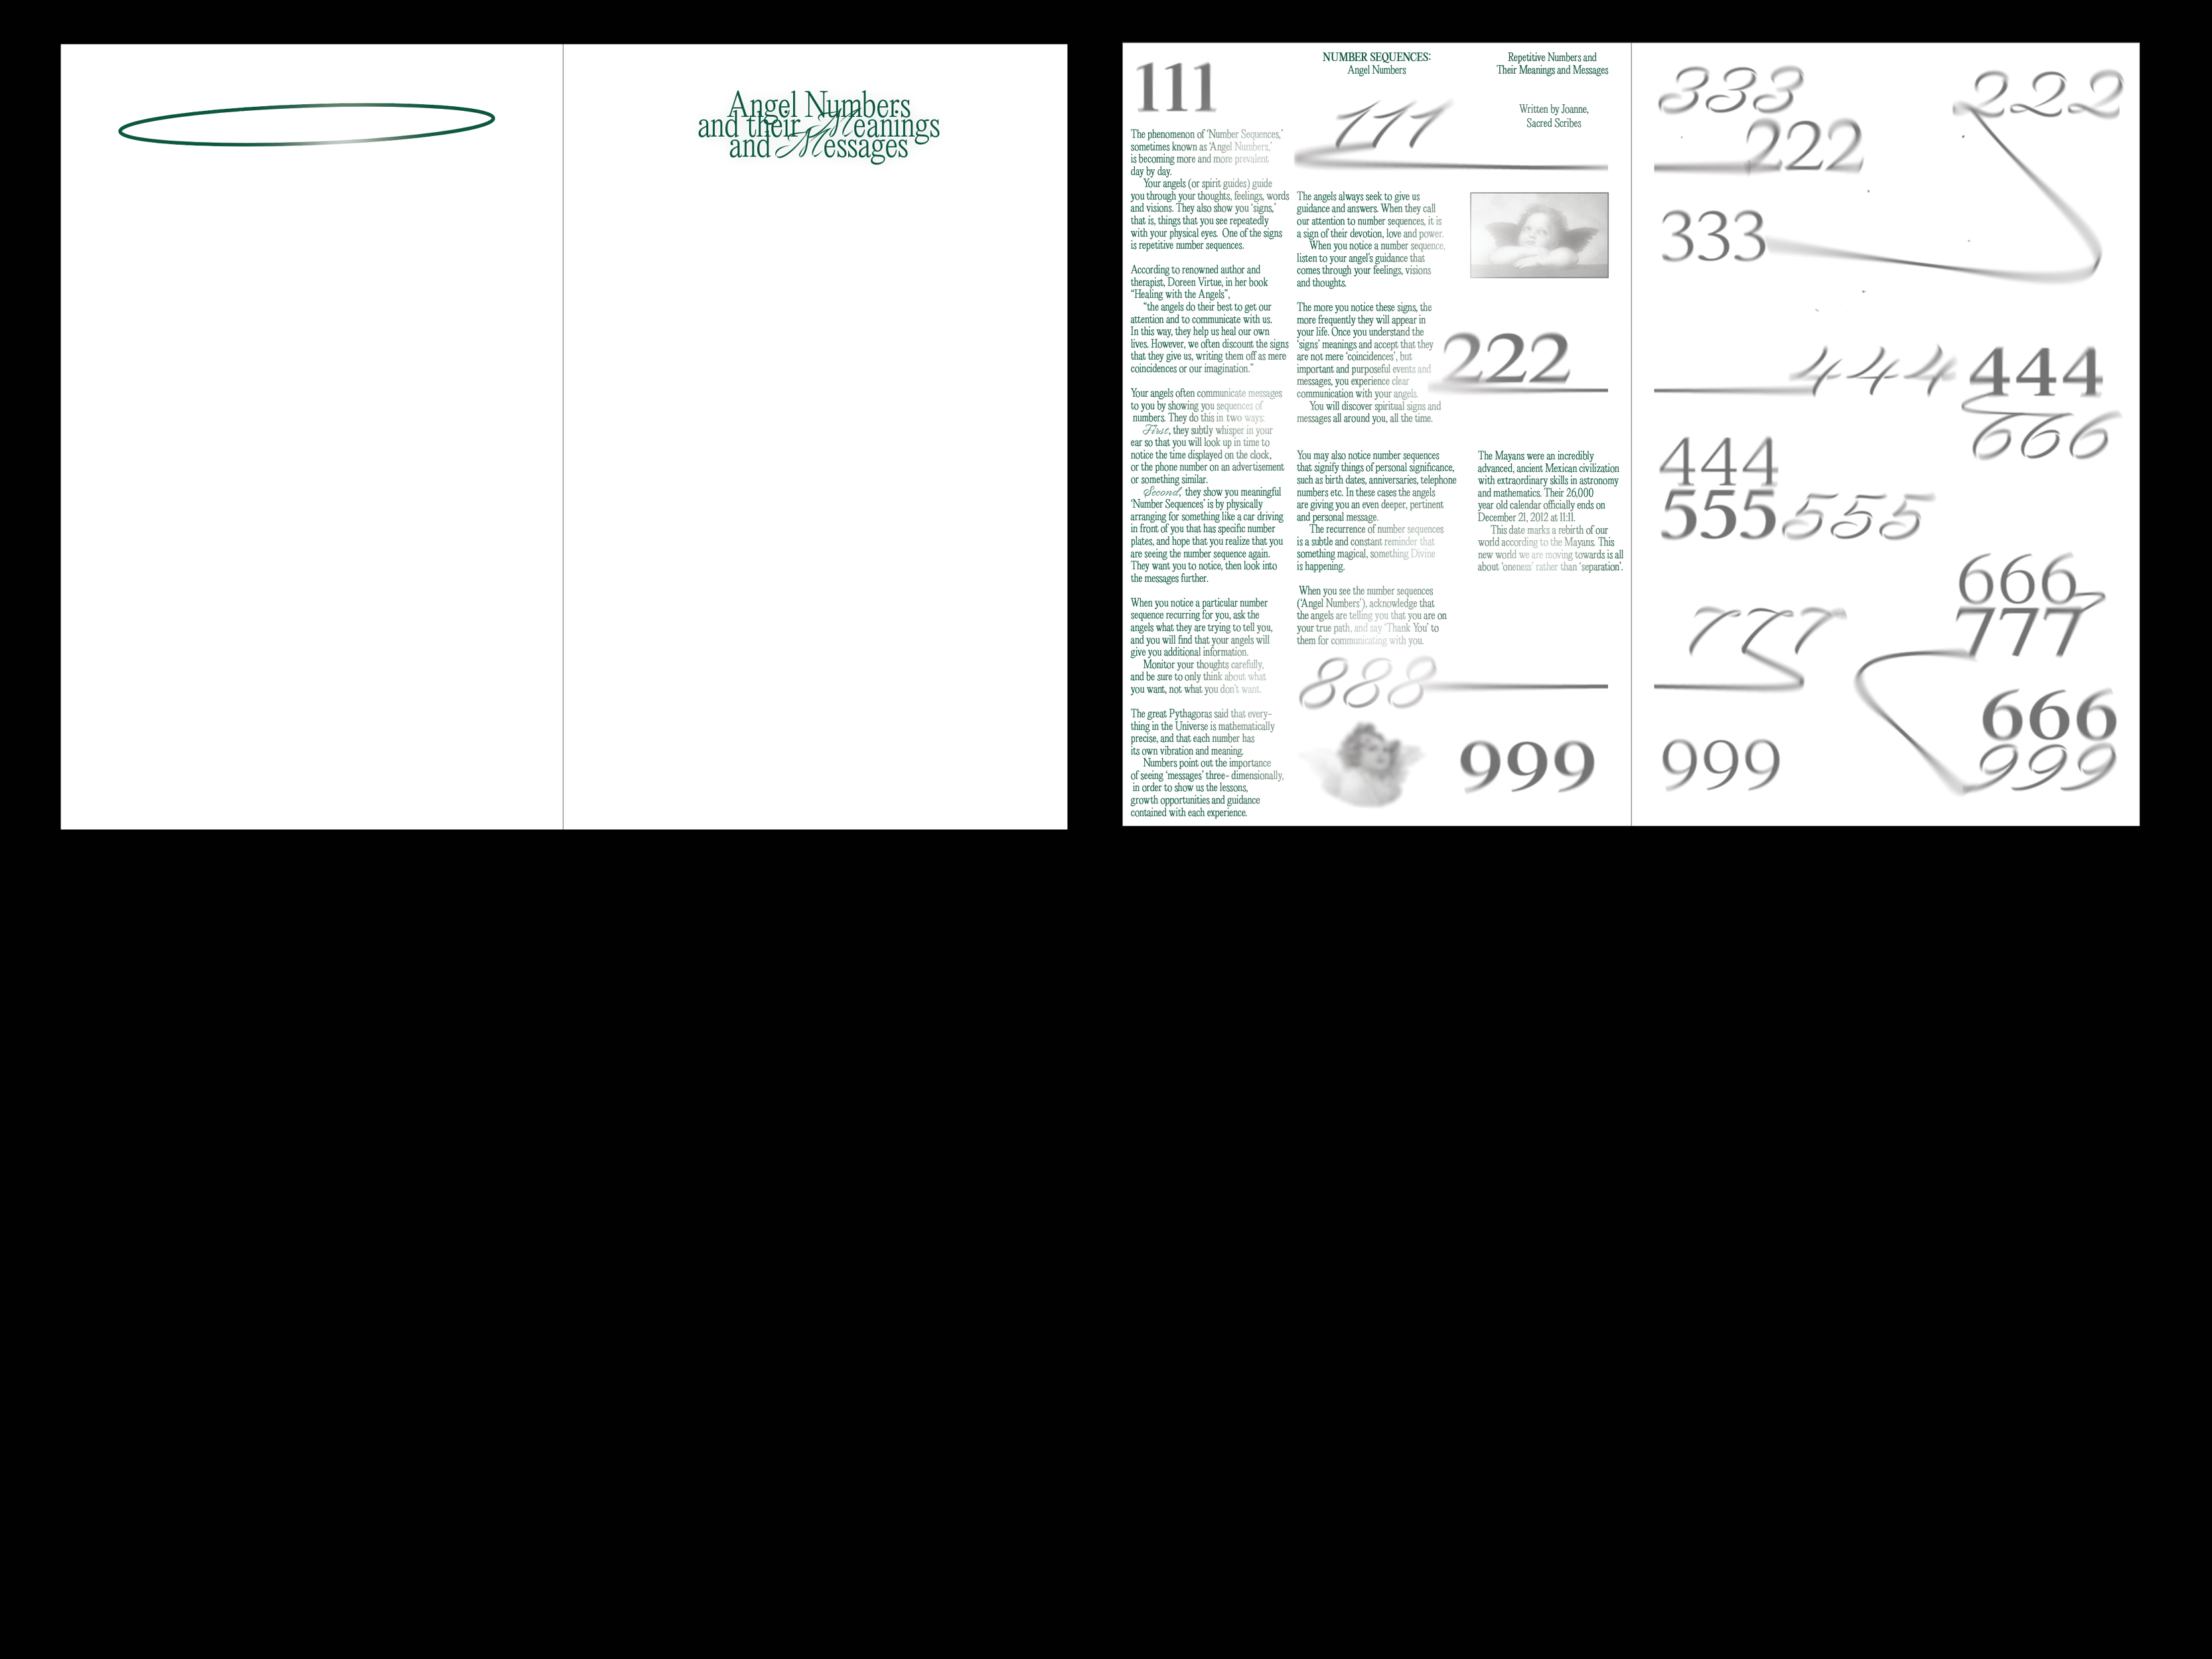 Angel Numbers
and their Meanings
and Messages
111
The phenomenon of ‘Number Sequences,’
sometimes known as ‘Angel Numbers,’
is becoming more and more prevalent
day by day.
Your angels (or spirit guides) guide
you through your thoughts, feelings, words
and visions. They also show you ‘signs,’
that is, things that you see repeatedly
with your physical eyes. One of the signs
is repetitive number sequences.
According to renowned author and
therapist, Doreen Virtue, in her book
“Healing with the Angels”,
“the angels do their best to get our
attention and to communicate with us.
In this way, they help us heal our own
lives. However, we often discount the signs
that they give us, writing them off as mere
coincidences or our imagination.”
Your angels often communicate messages
to you by showing you sequences of
numbers. They do this in two ways:
First, they subtly whisper in your
ear so that you will look up in time to
notice the time displayed on the clock,
or the phone number on an advertisement
or something similar.
Second, they show you meaningful
‘Number Sequences’ is by physically
arranging for something like a car driving
in front of you that has specific number
plates, and hope that you realize that you
are seeing the number sequence again.
They want you to notice, then look into
the messages further.
When you notice a particular number
sequence recurring for you, ask the
angels what they are trying to tell you,
and you will find that your angels will
give you additional information.
Monitor your thoughts carefully,
and be sure to only think about what
you want, not what you don’t want.
The great Pythagoras said that every-
thing in the Universe is mathematically
precise, and that each number has
its own vibration and meaning.
Numbers point out the importance
of seeing ‘messages’ three- dimensionally,
in order to show us the lessons,
growth opportunities and guidance
contained with each experience.
NUMBER SEQUENCES:
Angel Numbers
111
The angels always seek to give us
guidance and answers. When they call
our attention to number sequences, it is
a sign of their devotion, love and power.
When you notice a number sequence,
listen to your angel’s guidance that
comes through your feelings, visions
and thoughts.
The more you notice these signs, the
more frequently they will appear in
your life. Once you understand the
‘signs’ meanings and accept that they
are not mere ‘coincidences’, but
important and purposeful events and
messages, you experience clear
communication with your angels.
You will discover spiritual signs and
messages all around you, all the time.
You may also notice number sequences
that signify things of personal significance,
such as birth dates, anniversaries, telephone
numbers etc. In these cases the angels
are giving you an even deeper, pertinent
and personal message.
The recurrence of number sequences
is a subtle and constant reminder that
something magical, something Divine
is happening.
When you see the number sequences
(‘Angel Numbers’), acknowledge that
the angels are telling you that you are on
your true path, and say ‘Thank You’ to
them for communicating with you.
888
Repetitive Numbers and
Their Meanings and Messages
Written by Joanne,
Sacred Scribes
222
The Mayans were an incredibly
advanced, ancient Mexican civilization
with extraordinary skills in astronomy
and mathematics. Their 26,000
year old calendar officially ends on
December 21, 2012 at 11:11.
This date marks a rebirth of our
world according to the Mayans. This
new world we are moving towards is all
about ‘oneness’ rather than ‘separation’.
999
333
222
222
333
444 444
666
444
555 555
666
777
777
666
999
999